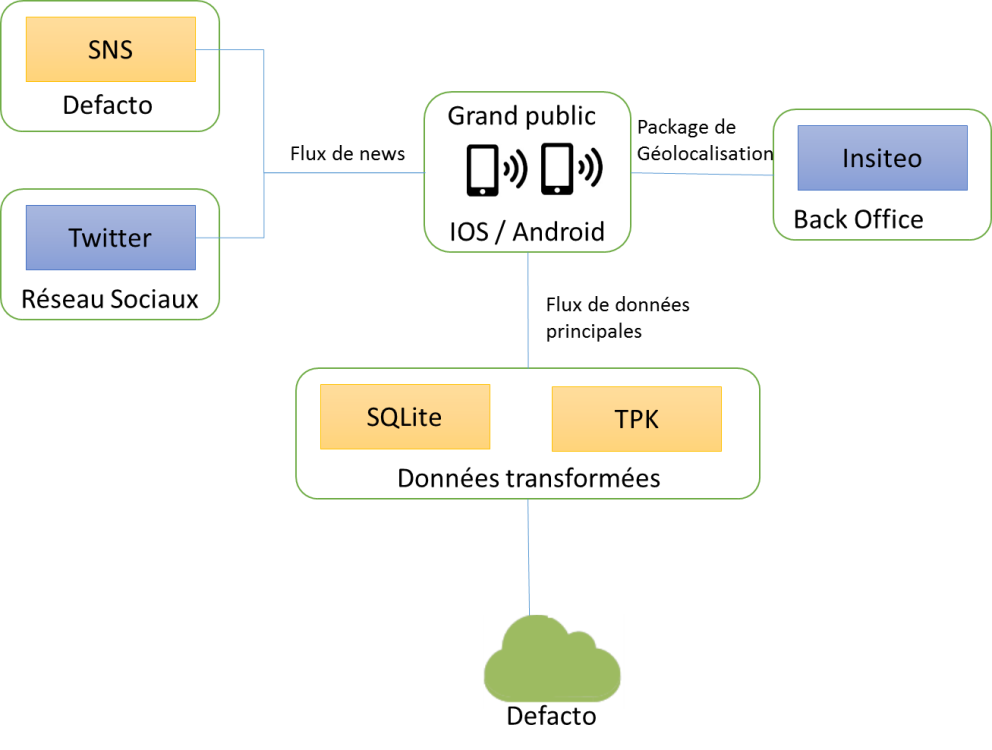 SNS
Defacto
Flux de news
Twitter
Réseau Sociaux
Grand public
IOS / Android
Package de
Géolocalisation
Insiteo
Back Office
Flux de données
principales
SQLite
TPK
Données transformées
Defacto